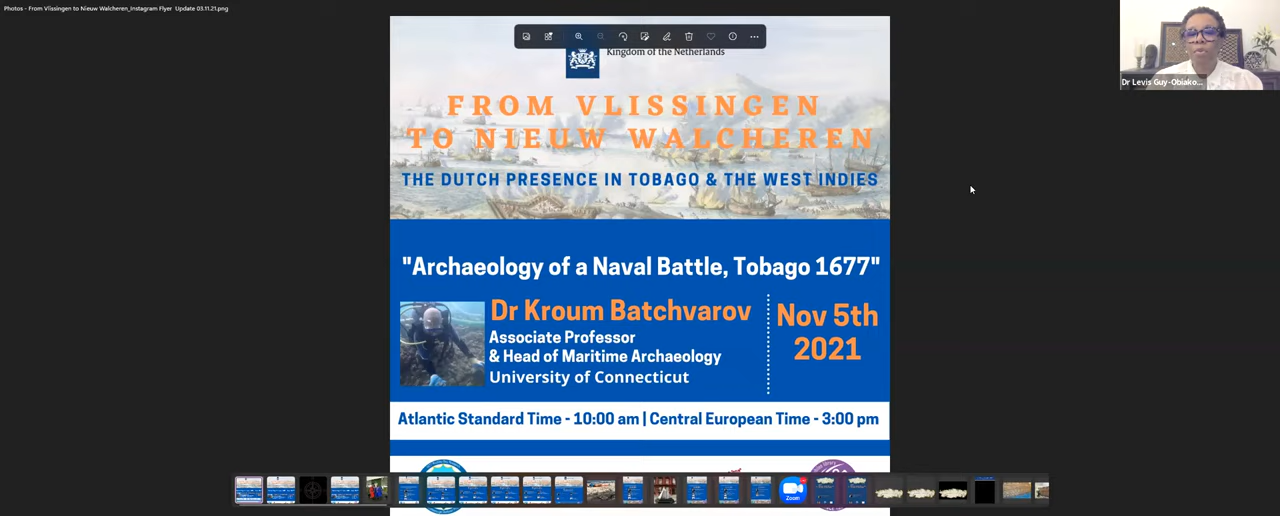 Photos - From Vlissingen to Nieuw Walcheren_Instagram Flyer Update 03.11.21.png
Dr Levis Guy-Obiako...
Kingdom of the Netherlands
FROM VLISSINGEN
TO NIEUW WALCHEREN
THE DUTCH PRESENCE IN TOBAGO & THE WEST INDIES
"Archaeology of a Naval Battle, Tobago 1677"
Dr Kroum Batchvarov
Associate Professor
& Head of Maritime Archaeology
University of Connecticut
Nov 5th
2021
Atlantic Standard Time - 10:00 am | Central European Time - 3:00 pm
Zoom